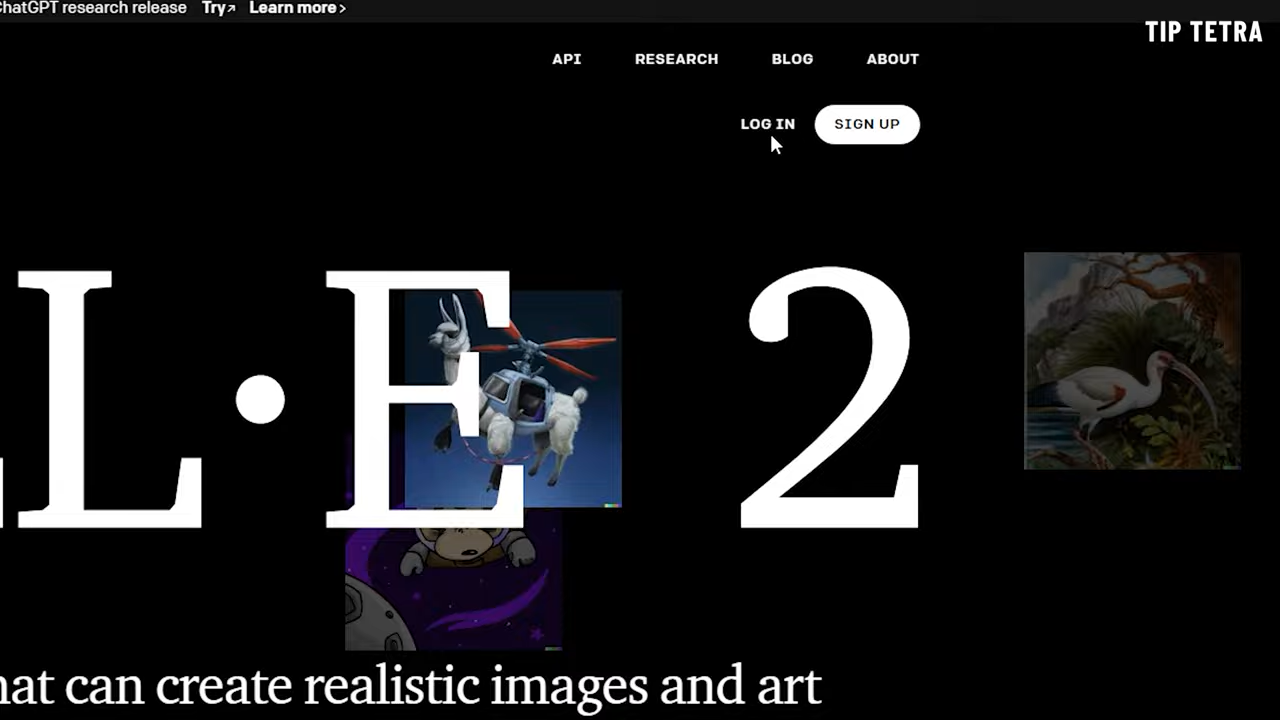 ChatGPT research release Try↗ Learn more >
TIP TETRA
API RESEARCH BLOG ABOUT
LOG IN SIGN UP
L·E 2
hat can create realistic images and art